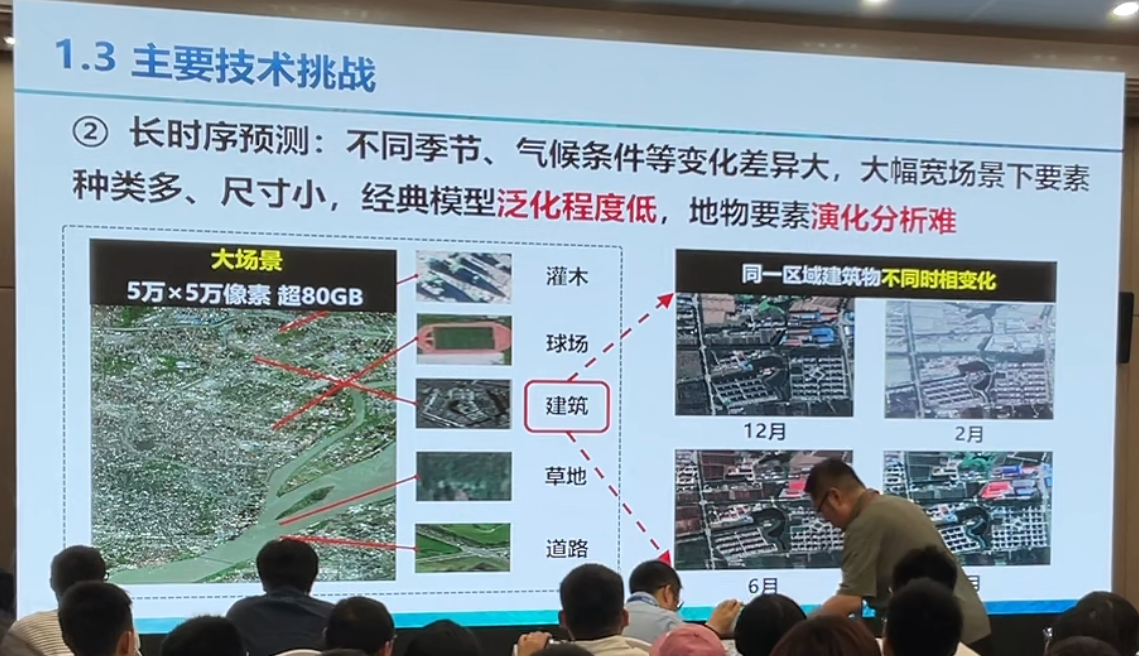 1.3 主要技术挑战
② 长时序预测：不同季节、气候条件等变化差异大，大幅宽场景下要素
种类多、尺寸小，经典模型泛化程度低，地物要素演化分析难
大场景
5万×5万像素 超80GB
灌木
球场
建筑
草地
道路
同一区域建筑物不同时相变化
12月
2月
6月
月